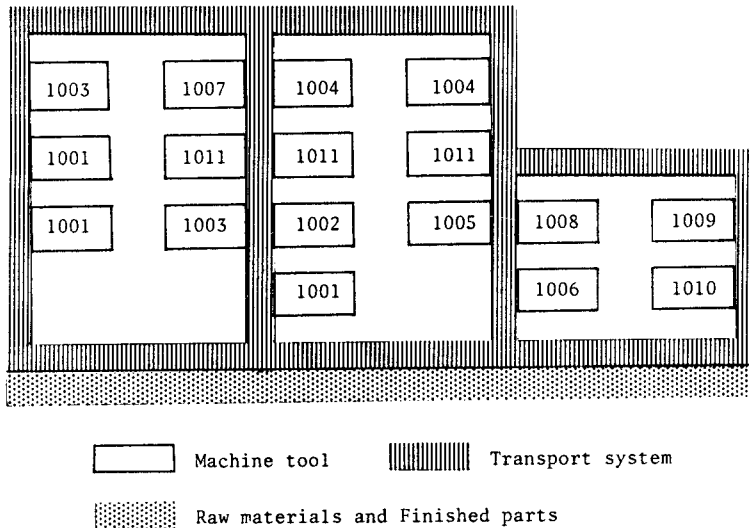 1003 1007 1004 1004
1001 1011 1011 1011
1001 1003 1002 1005 1008 1009
1001 1006 1010
Machine tool Transport system
Raw materials and Finished parts